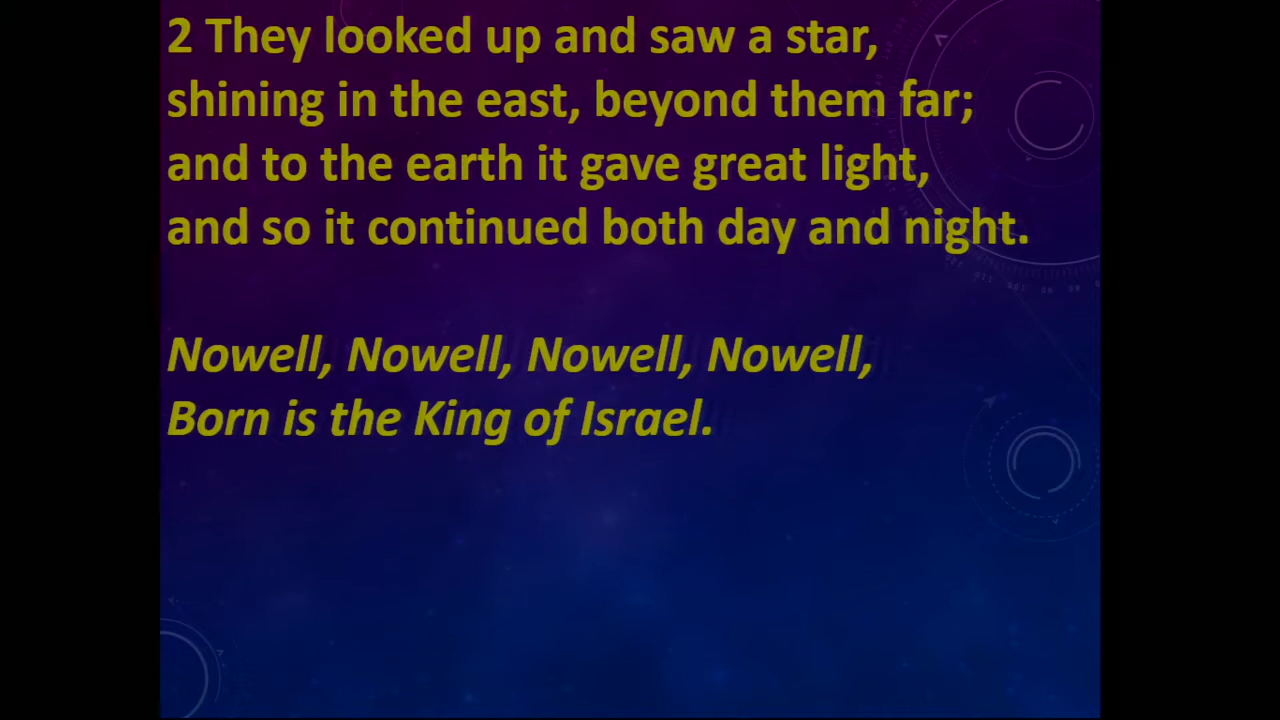 2 They looked up and saw a star,
shining in the east, beyond them far;
and to the earth it gave great light,
and so it continued both day and night.
Nowell, Nowell, Nowell, Nowell,
Born is the King of Israel.